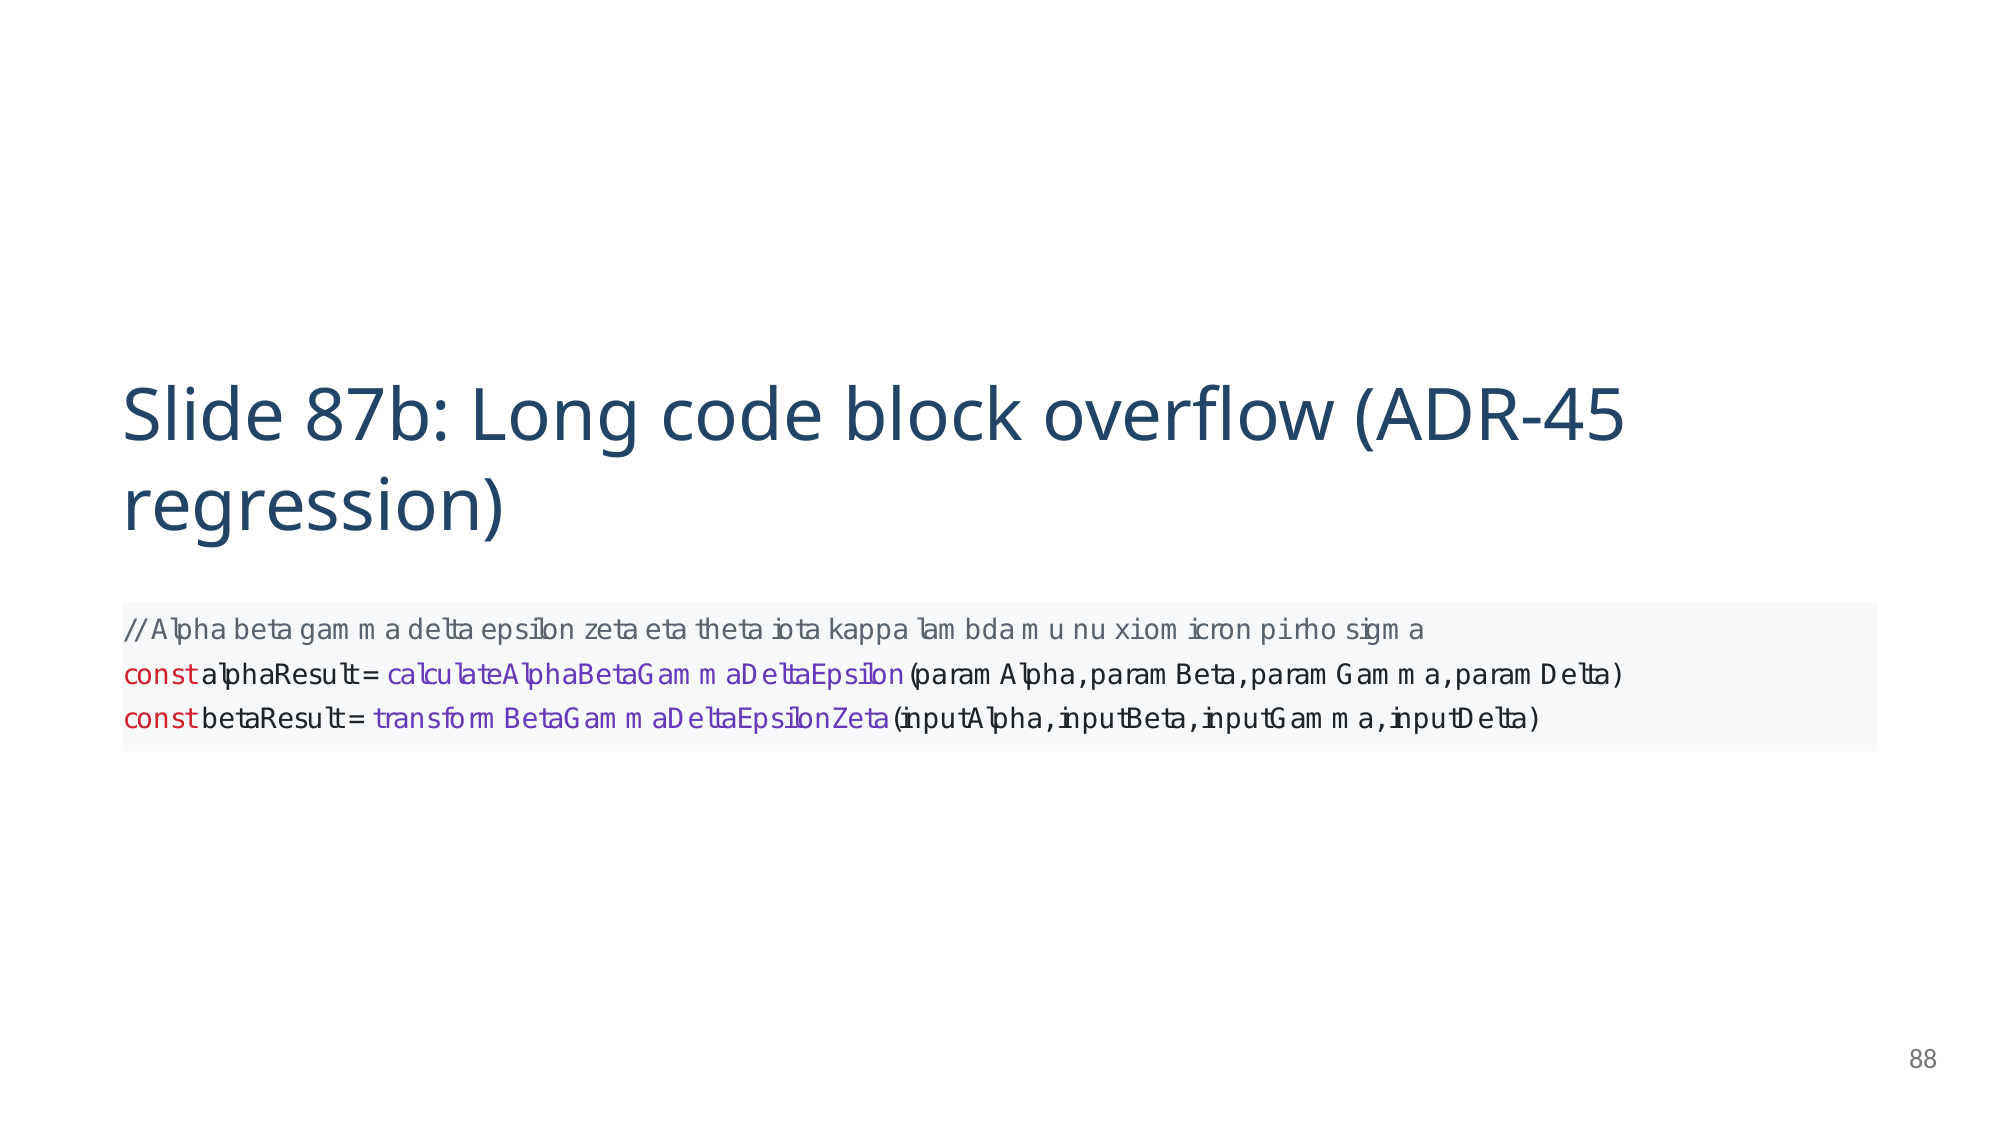 Slide 87b: Long code block overflow (ADR-45
regression)
// Alpha beta gamma delta epsilon zeta eta theta iota kappa lambda mu nu xi omicron pi rho sigma
const alphaResult = calculateAlphaBetaGammaDeltaEpsilon(paramAlpha, paramBeta, paramGamma, paramDelta)
const betaResult = transformBetaGammaDeltaEpsilonZeta(inputAlpha, inputBeta, inputGamma, inputDelta)
88